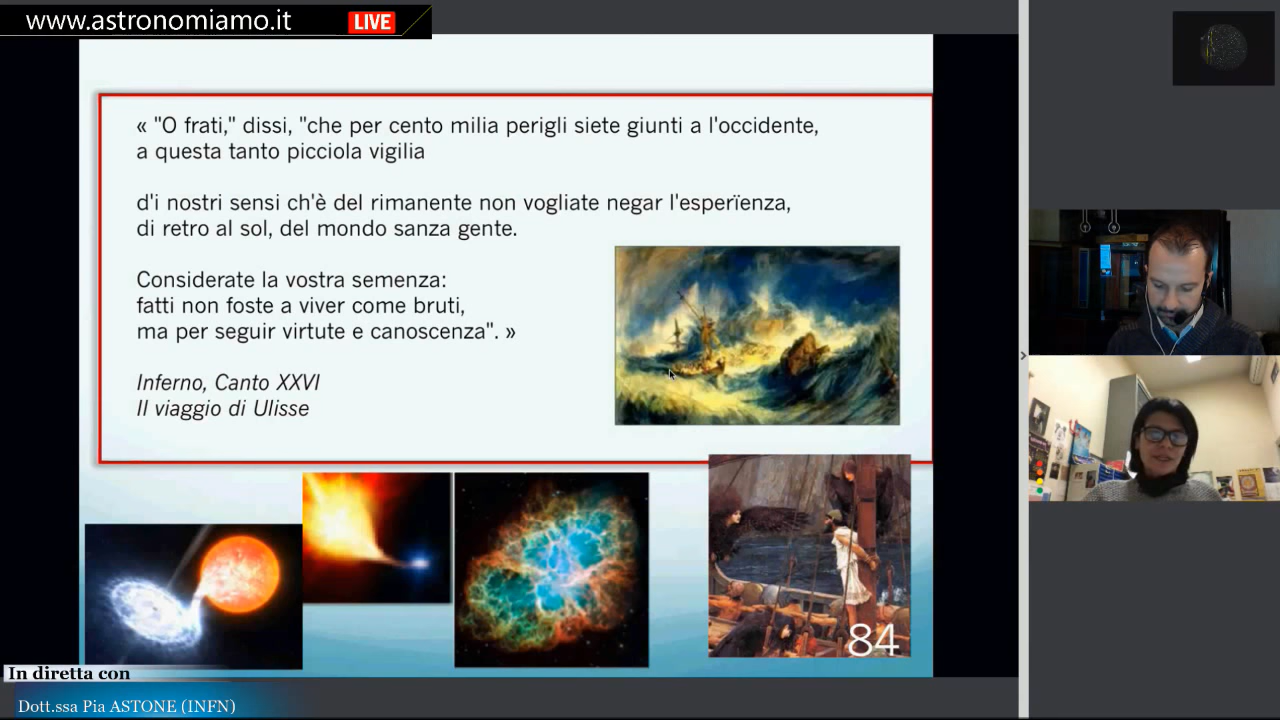 www.astronomiamo.it LIVE
« "O frati," dissi, "che per cento milia perigli siete giunti a l'occidente,
a questa tanto picciola vigilia
d'i nostri sensi ch'è del rimanente non vogliate negar l'esperïenza,
di retro al sol, del mondo sanza gente.
Considerate la vostra semenza:
fatti non foste a viver come bruti,
ma per seguir virtute e canoscenza". »
Inferno, Canto XXVI
Il viaggio di Ulisse
84
In diretta con
Dott.ssa Pia ASTONE (INFN)